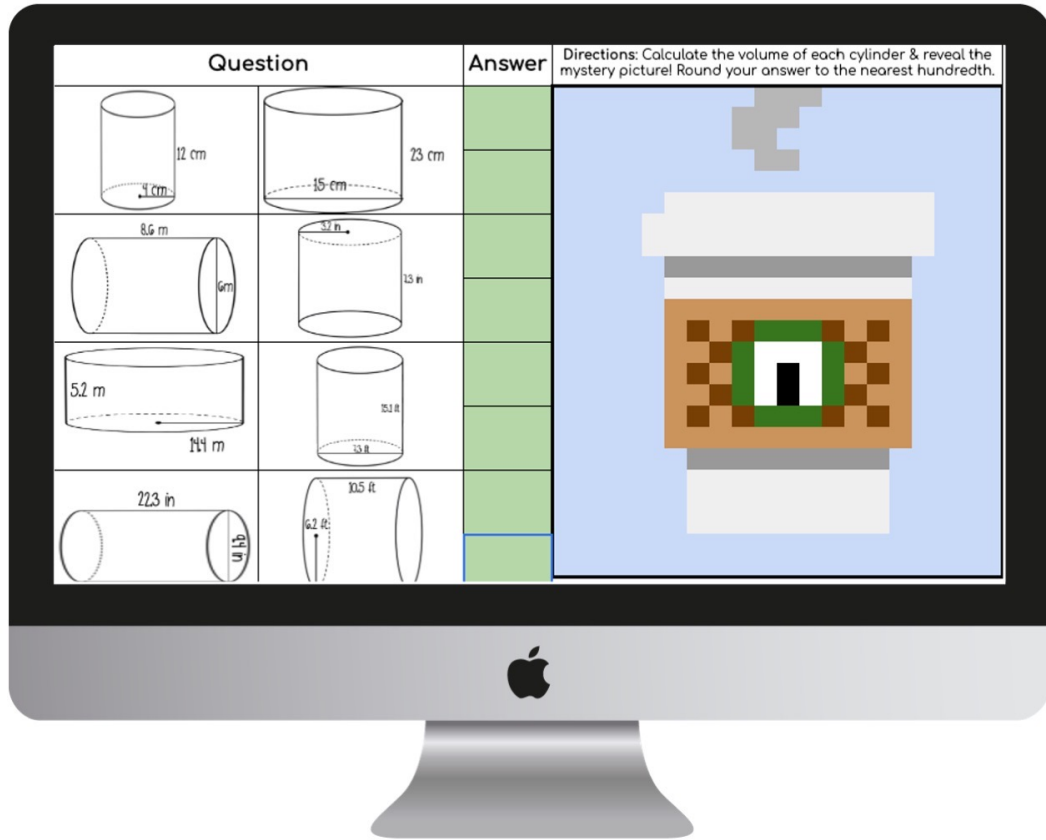 Question
Answer
Directions: Calculate the volume of each cylinder & reveal the
mystery picture! Round your answer to the nearest hundredth.
12 cm
4 cm
23 cm
15 cm
8.6 m
6m
3.2 in
5.2 m
14.4 m
22.3 in
10.5 ft
6.2 ft